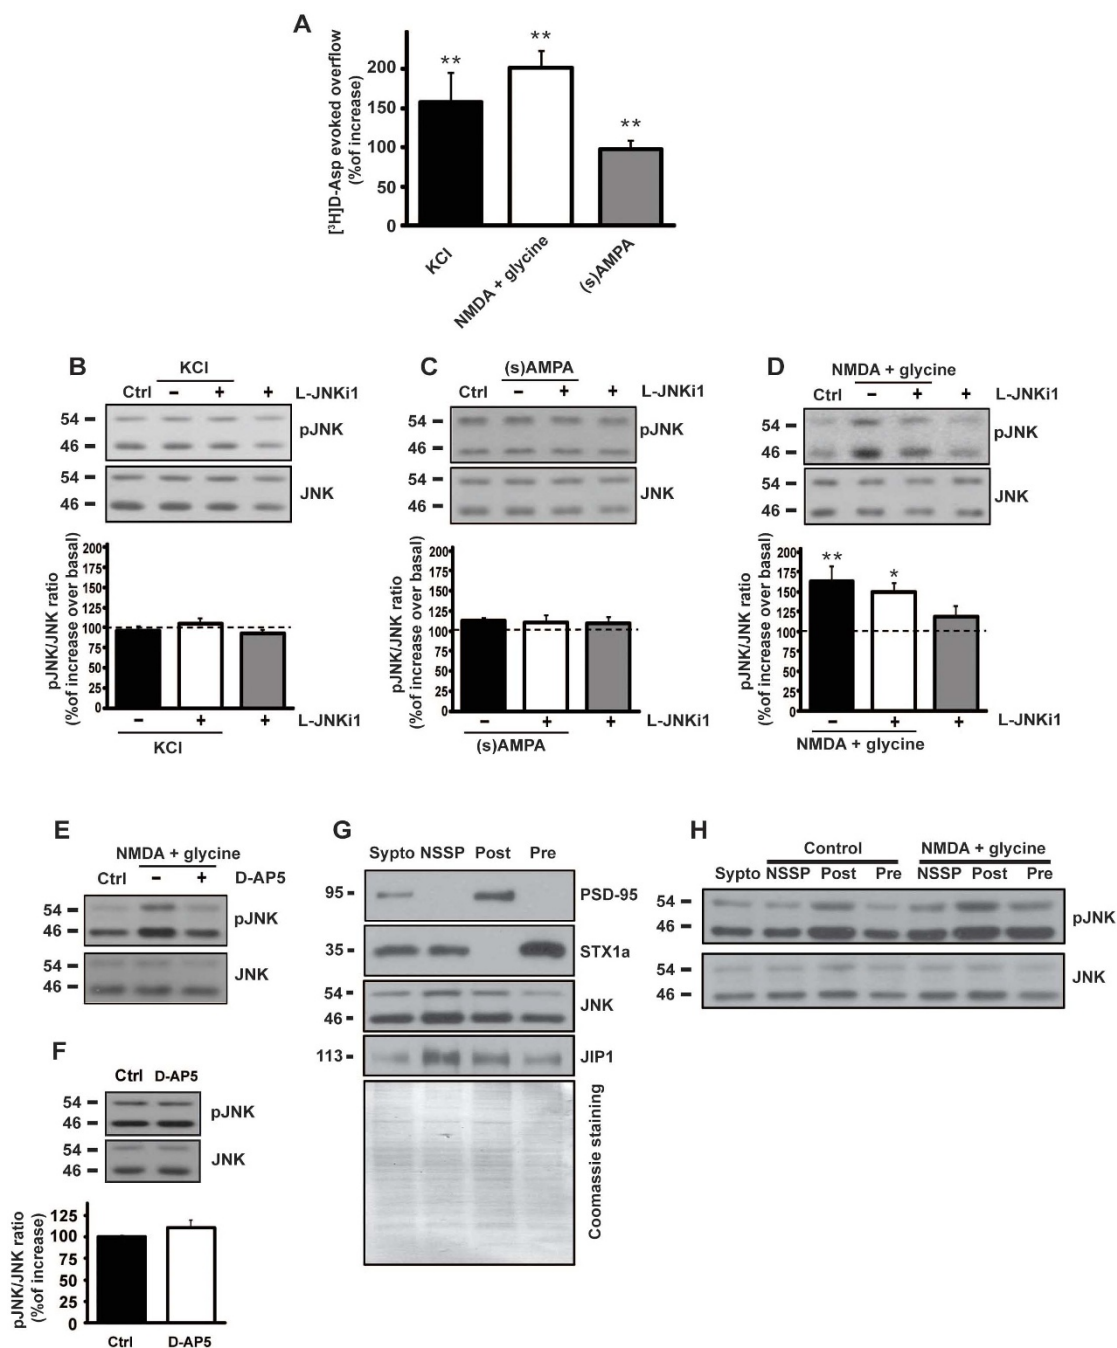 A
[³H]D-Asp evoked overflow
(%of increase)
200
150
100
50
0
** ** **
KCl
NMDA + glycine
(s)AMPA
B
KCl
Ctrl – + + L-JNKi1
54
46
pJNK
54
46
JNK
pJNK/JNK ratio
(%of increase over basal)
200
175
150
125
100
75
50
25
0
– + + L-JNKi1
KCl
C
(s)AMPA
Ctrl – + + L-JNKi1
54
46
pJNK
54
46
JNK
pJNK/JNK ratio
(%of increase over basal)
200
175
150
125
100
75
50
25
0
– + + L-JNKi1
(s)AMPA
D
NMDA + glycine
Ctrl – + + L-JNKi1
54
46
pJNK
54
46
JNK
pJNK/JNK ratio
(%of increase over basal)
200
175
150
125
100
75
50
25
0
** *
– + + L-JNKi1
NMDA + glycine
E
NMDA + glycine
Ctrl – + D-AP5
54
46
pJNK
54
46
JNK
F
Ctrl D-AP5
54
46
pJNK
54
46
JNK
pJNK/JNK ratio
(%of increase)
125
100
75
50
25
0
Ctrl D-AP5
G
Sypto NSSP Post Pre
95 PSD-95
35 STX1a
54
46
JNK
113 JIP1
Coomassie staining
H
Control NMDA + glycine
Sypto NSSP Post Pre NSSP Post Pre
54
46
pJNK
54
46
JNK